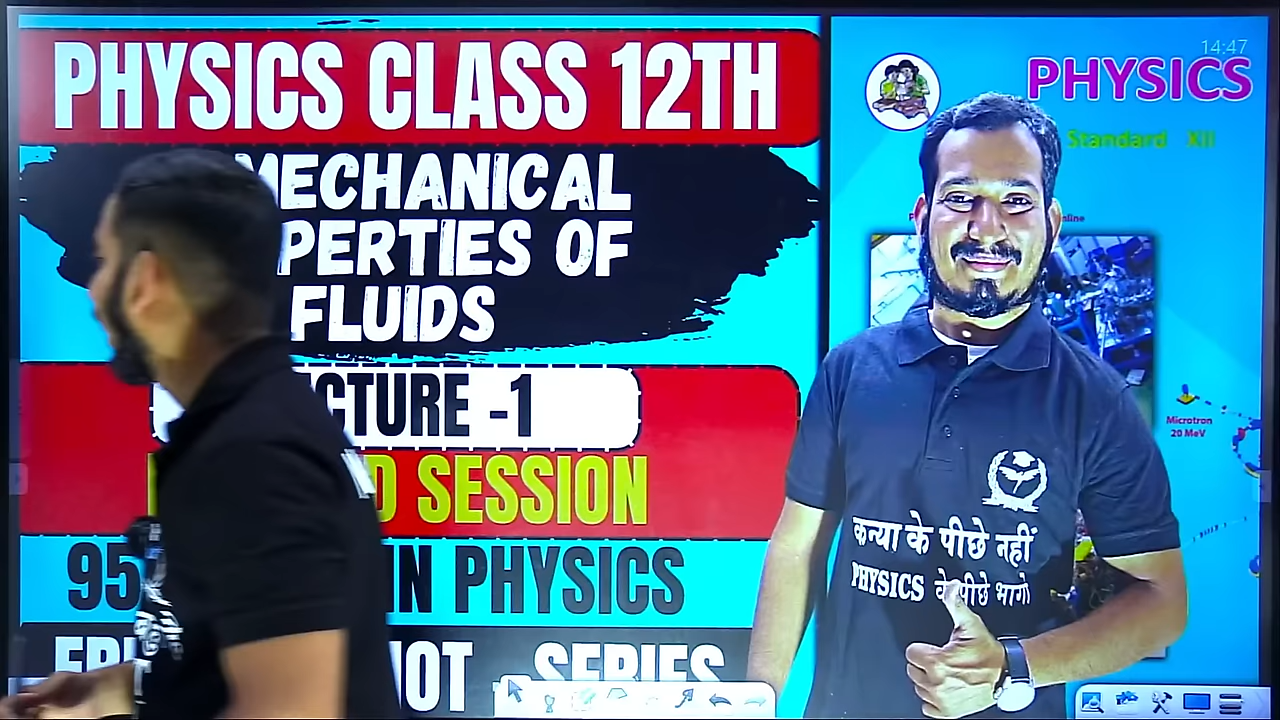 PHYSICS CLASS 12TH
MECHANICAL
PERTIES OF
FLUIDS
CTURE -1
D SESSION
95 IN PHYSICS
SERIES
14:47
PHYSICS
Standard XII
Microtron
20 MeV
कन्या के पीछे नहीं
PHYSICS के पीछे भागो